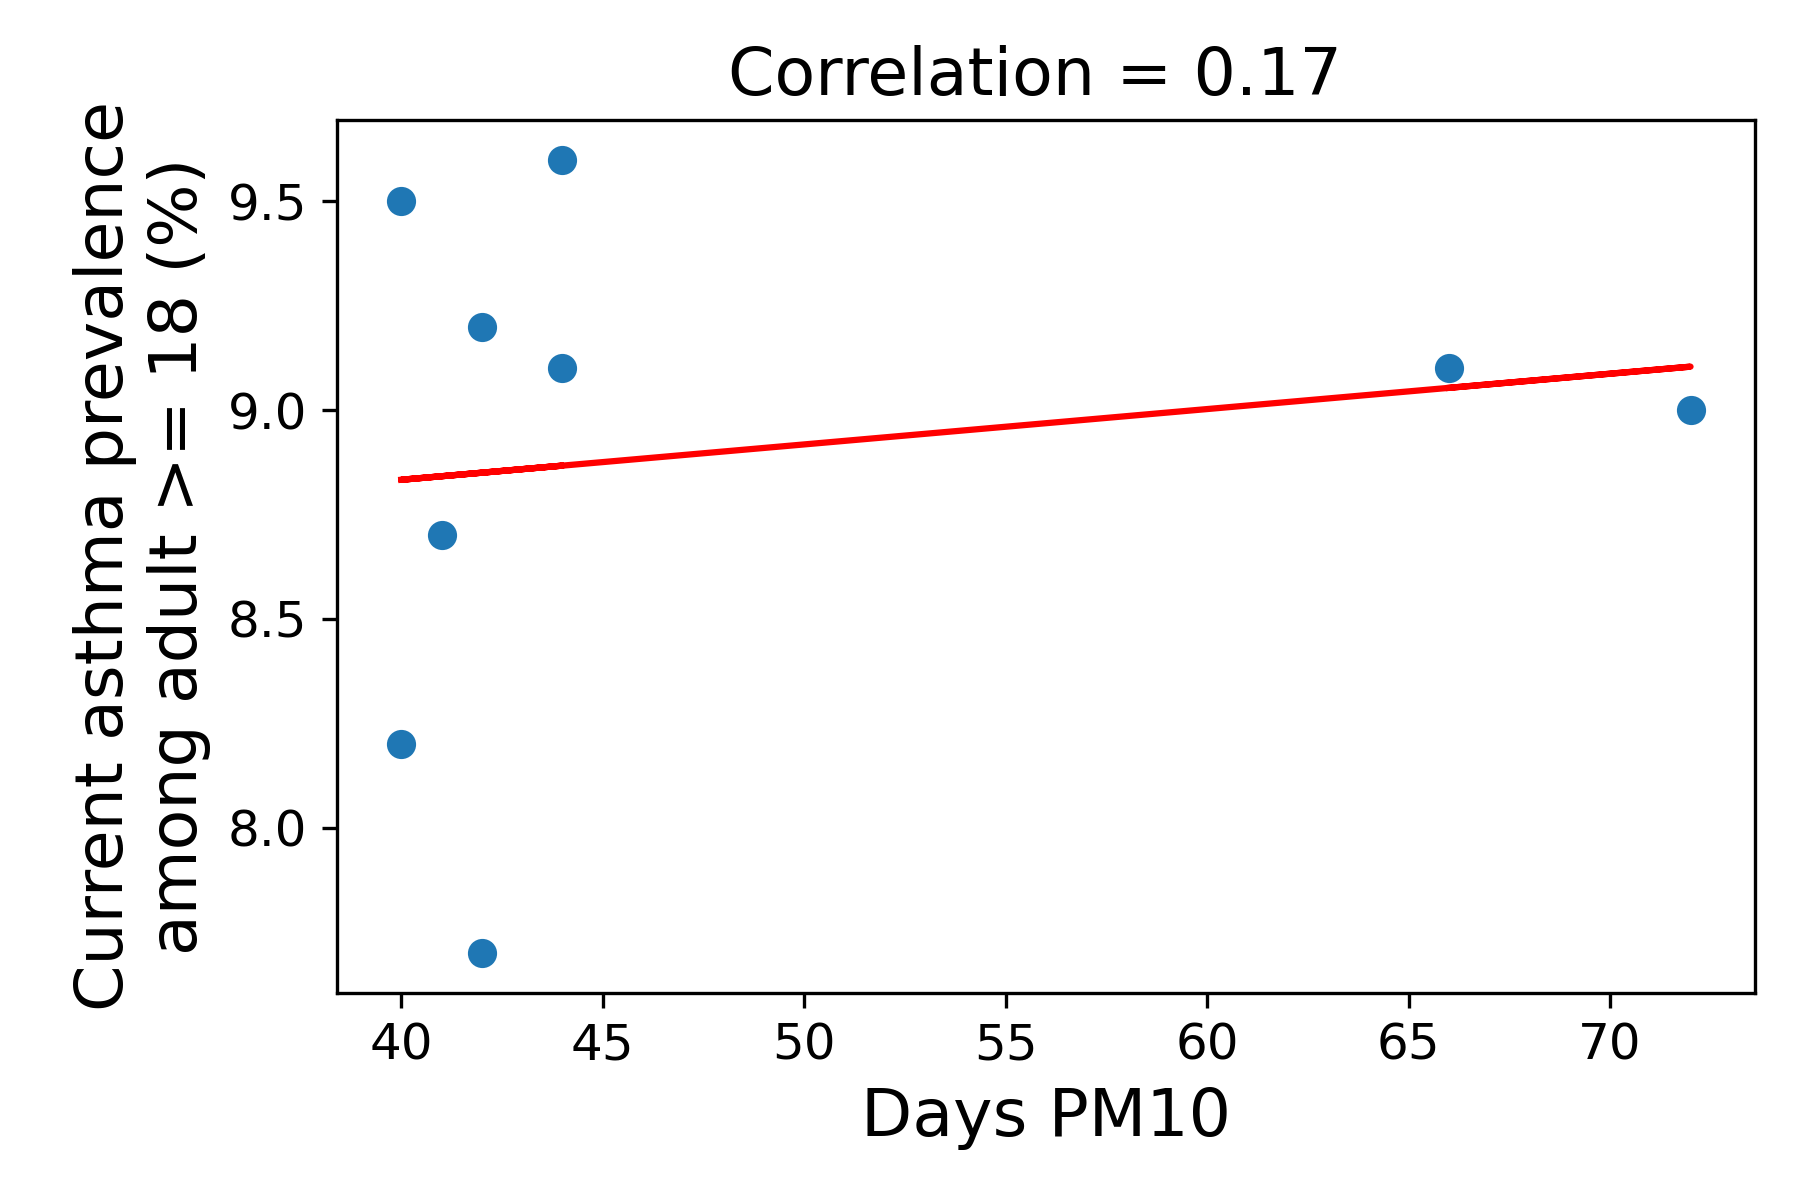 Correlation = 0.17
Current asthma prevalence
among adult >= 18 (%)
9.5
9.0
8.5
8.0
40 45 50 55 60 65 70
Days PM10